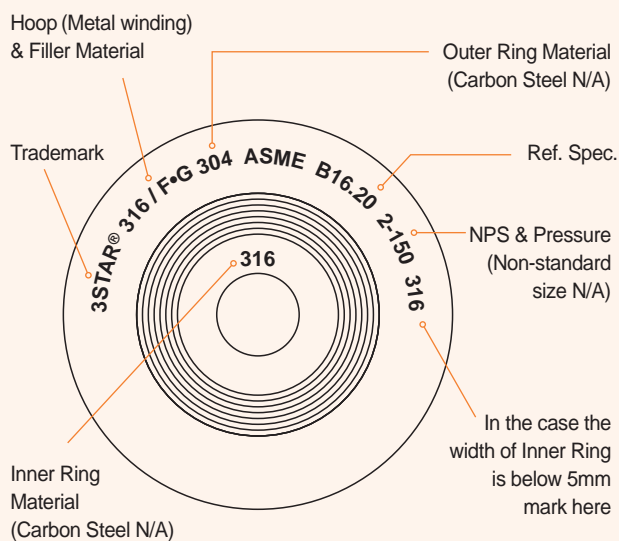 Hoop (Metal winding)
& Filler Material
Outer Ring Material
(Carbon Steel N/A)
Trademark
Ref. Spec.
3STAR® 316 / F•G 304 ASME B16.20 2-150 316
316
NPS & Pressure
(Non-standard
size N/A)
Inner Ring
Material
(Carbon Steel N/A)
In the case the
width of Inner Ring
is below 5mm
mark here